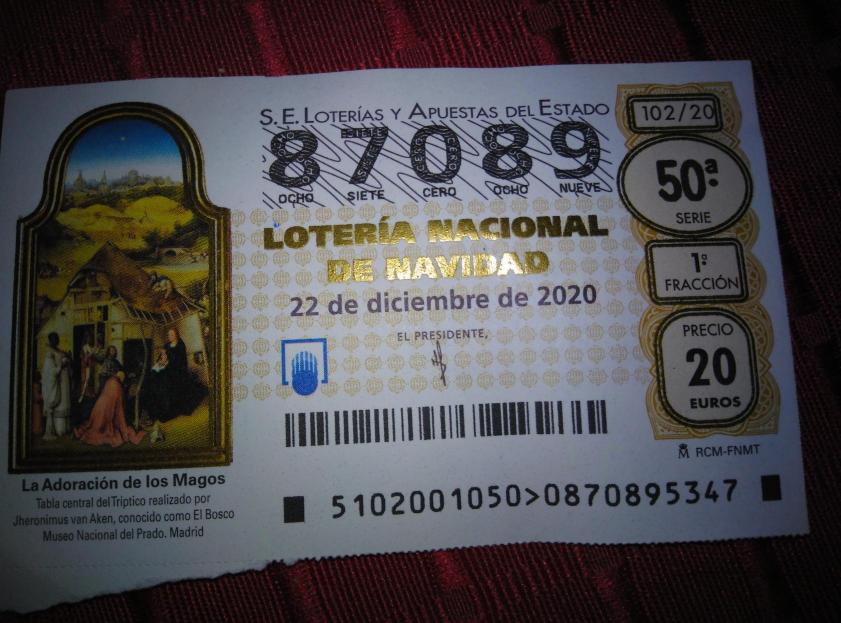 S.E. LOTERÍAS Y APUESTAS DEL ESTADO
87089
OCHO SIETE CERO OCHO NUEVE
LOTERÍA NACIONAL
DE NAVIDAD
22 de diciembre de 2020
EL PRESIDENTE,
102/20
50ª
SERIE
1ª
FRACCIÓN
PRECIO
20
EUROS
RCM-FNMT
5102001050>0870895347
La Adoración de los Magos
Tabla central del Tríptico realizado por
Jheronimus van Aken, conocido como El Bosco
Museo Nacional del Prado. Madrid